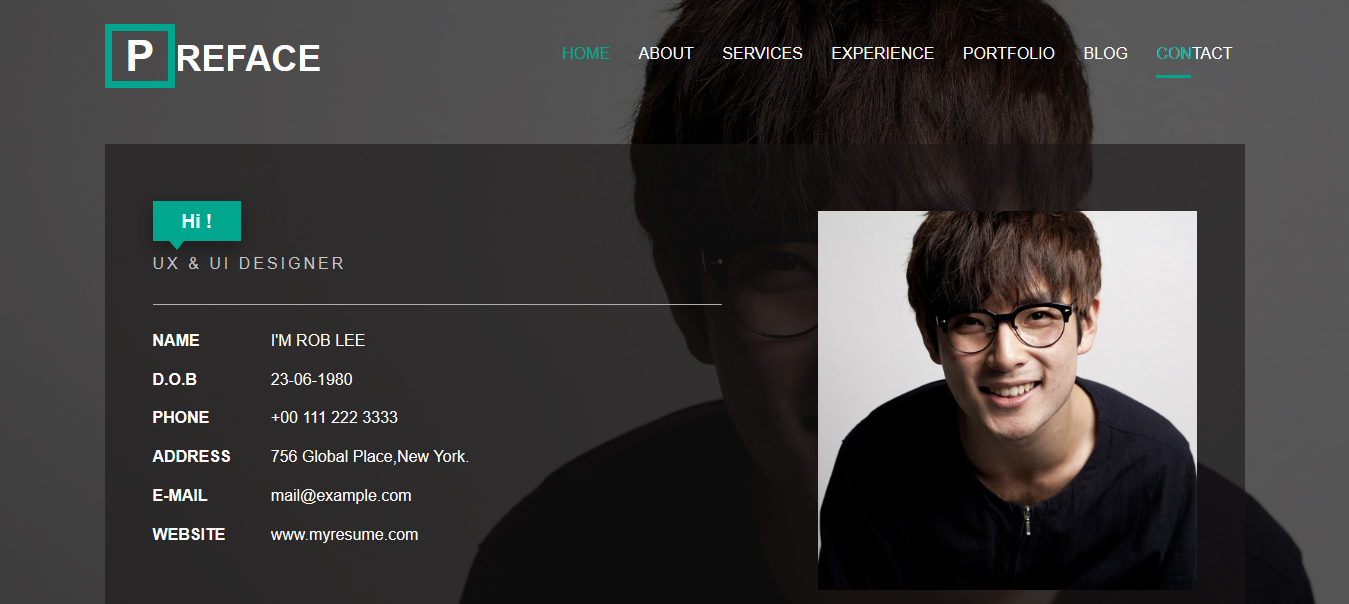 PREFACE
HOME ABOUT SERVICES EXPERIENCE PORTFOLIO BLOG CONTACT
Hi !
UX & UI DESIGNER
NAME I'M ROB LEE
D.O.B 23-06-1980
PHONE +00 111 222 3333
ADDRESS 756 Global Place,New York.
E-MAIL mail@example.com
WEBSITE www.myresume.com